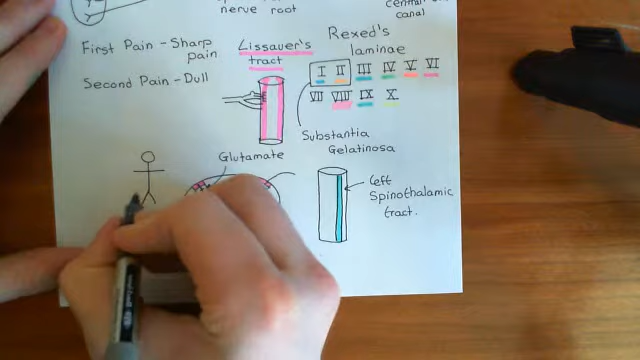 nerve root
canal
First Pain - Sharp
pain
Second Pain - Dull
Lissauer's
tract
Rexed's
laminae
I II III IV V VI
VII VIII IX X
Substantia
Gelatinosa
Glutamate
left
Spinothalamic
tract.